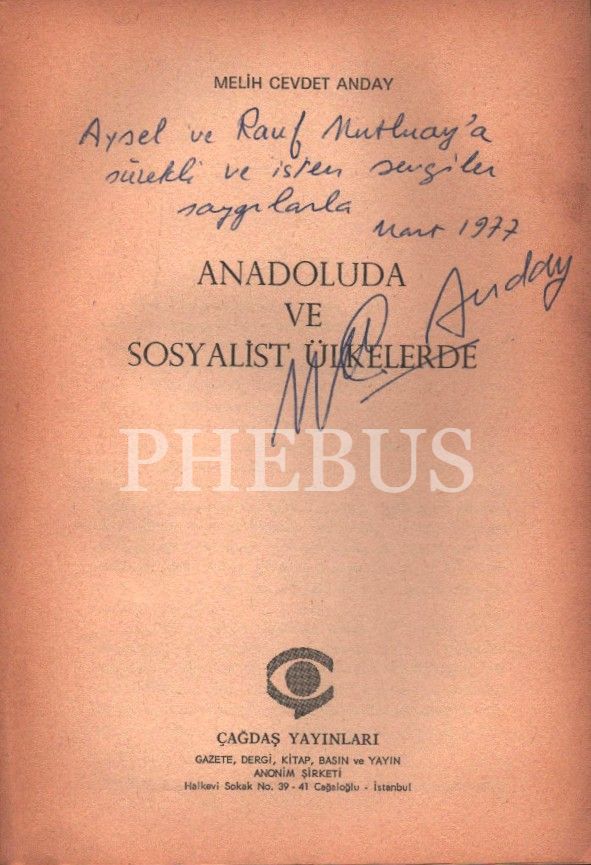 MELİH CEVDET ANDAY
Aysel ve Rauf Mutluay'a
sürekli ve içten sevgiler
saygılarla
Mart 1977
ANADOLUDA
VE
SOSYALİST ÜLKELERDE
M. C. Anday
PHEBUS
ÇAĞDAŞ YAYINLARI
GAZETE, DERGİ, KİTAP, BASIN ve YAYIN
ANONİM ŞİRKETİ
Halkevi Sokak No. 39 - 41 Cağaloğlu - İstanbul